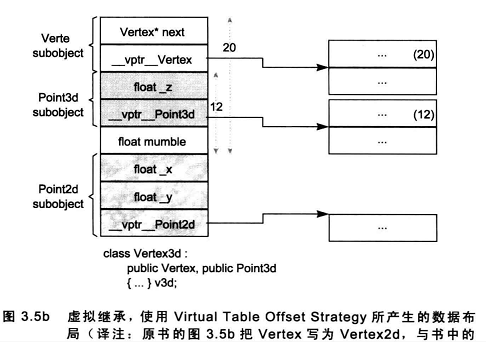 Verte
subobject
Vertex* next
__vptr__Vertex
20
... (20)
...
Point3d
subobject
float _z
__vptr__Point3d
12
... (12)
...
float mumble
Point2d
subobject
float _x
float _y
__vptr__Point2d
...
class Vertex3d :
public Vertex, public Point3d
{ ... } v3d;
图 3.5b 虚拟继承，使用 Virtual Table Offset Strategy 所产生的数据布
局（译注：原书的图 3.5b 把 Vertex 写为 Vertex2d，与书中的